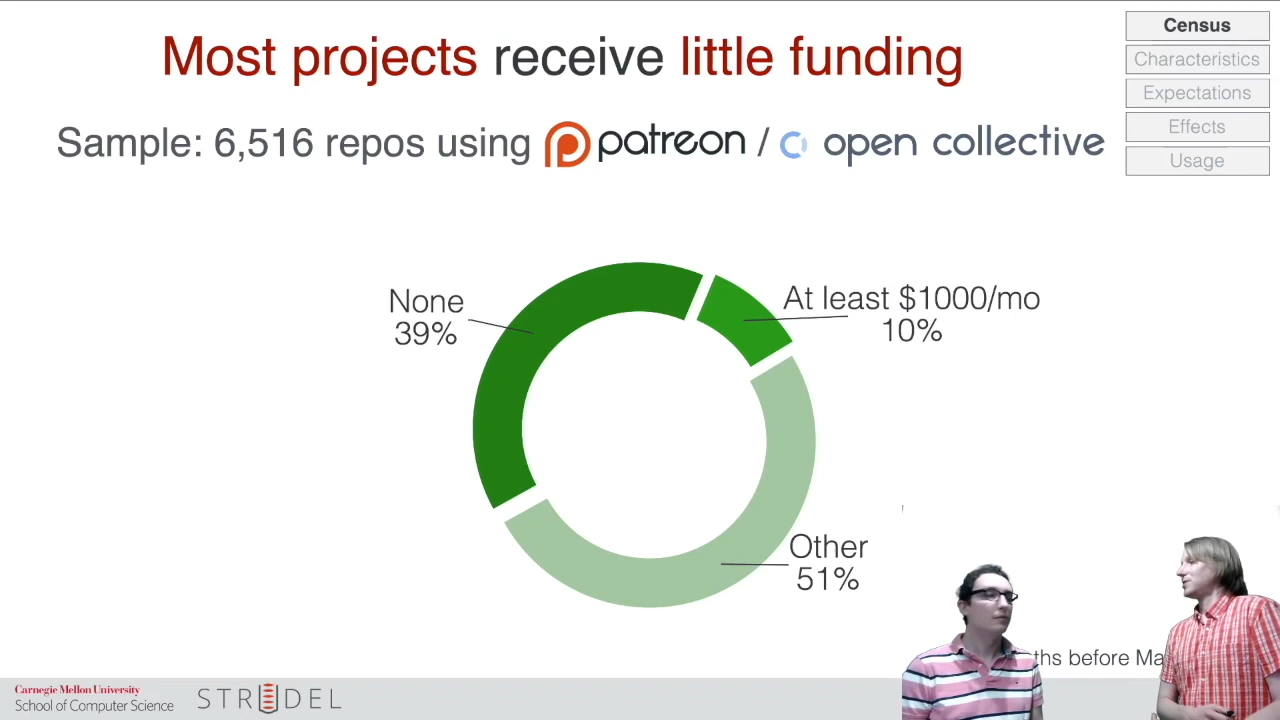 Most projects receive little funding
Sample: 6,516 repos using patreon / open collective
Census
Characteristics
Expectations
Effects
Usage
None
39%
At least $1000/mo
10%
Other
51%
before
Carnegie Mellon University
School of Computer Science
STRUDEL